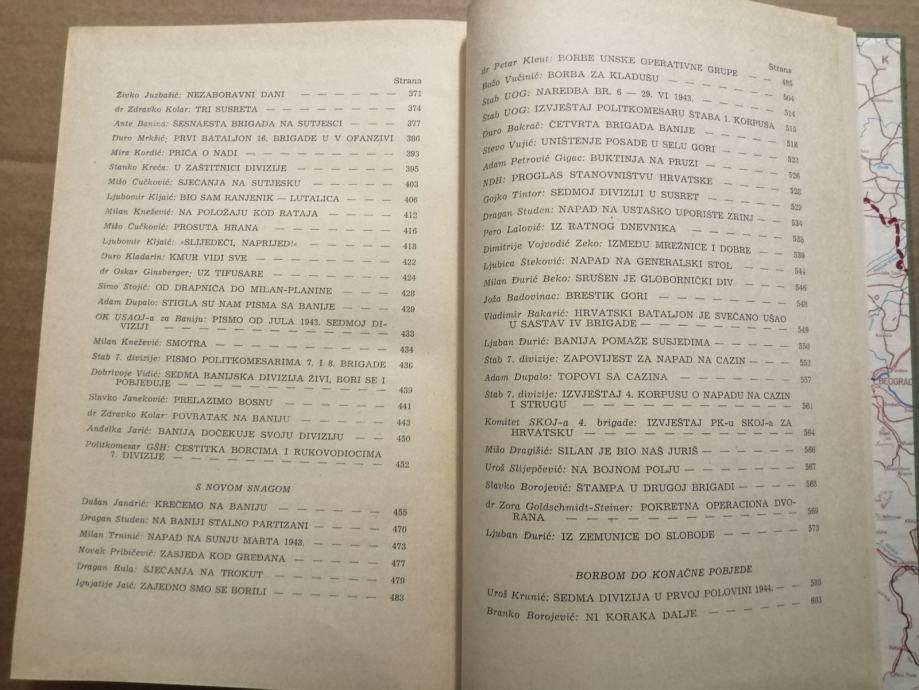 Strana
Živko Juzbašić: NEZABORAVNI DANI — — — — — — — 371
dr Zdravko Kolar: TRI SUSRETA — — — — — — — 374
Ante Banina: ŠESNAESTA BRIGADA NA SUTJESCI — — — 377
Đuro Mrkšić: PRVI BATALJON 16. BRIGADE U V OFANZIVI 386
Mira Kordić: PRIČA O NADI — — — — — — — 393
Stanko Kreča: U ZAŠTITNICI DIVIZIJE — — — — — — 395
Mišo Čučković: SJEĆANJA NA SUTJESKU — — — — — 403
Ljubomir Kljaić: BIO SAM RANJENIK — LUTALICA — — — 406
Milan Knežević: NA POLOŽAJU KOD RATAJA — — — — 412
Mišo Čučković: PROSUTA HRANA — — — — — — — 416
Ljubomir Kljaić: »SLIJEDEĆI, NAPRIJED!« — — — — — 418
Đuro Kladarin: KMUR VIDI SVE — — — — — — — 422
dr Oskar Ginsberger: UZ TIFUSARE — — — — — — 424
Simo Stojić: OD DRAPNIĆA DO MILAN-PLANINE — — — 428
Adam Dupalo: STIGLA SU NAM PISMA SA BANIJE — — — 429
OK USAOJ-a za Baniju: PISMO OD JULA 1943. SEDMOJ DI-
VIZIJI — — — — — — — — — — — 433
Milan Knežević: SMOTRA — — — — — — — — 434
Štab 7. divizije: PISMO POLITKOMESARIMA 7. I 8. BRIGADE 436
Dobrivoje Vidić: SEDMA BANIJSKA DIVIZIJA ŽIVI, BORI SE I
POBJEĐUJE — — — — — — — — — — 439
Slavko Janeković: PRELAZIMO BOSNU — — — — — — 441
dr Zdravko Kolar: POVRATAK NA BANIJU — — — — — 443
Anđelka Jarić: BANIJA DOČEKUJE SVOJU DIVIZIJU — — — 450
Politkomesar GŠH: ČESTITKA BORCIMA I RUKOVODIOCIMA
7. DIVIZIJE — — — — — — — — — — 452
S NOVOM SNAGOM
Dušan Jandrić: KREĆEMO NA BANIJU — — — — — — 455
Dragan Studen: NA BANIJI STALNO PARTIZANI — — — — 470
Milan Trninić: NAPAD NA SUNJU MARTA 1943. — — — — 473
Novak Pribičević: ZASJEDA KOD GREĐANA — — — — — 477
Dragan Rula: SJEĆANJA NA TROKUT — — — — — — 479
Ignjatije Jaić: ZAJEDNO SMO SE BORILI — — — — — — 483
Strana
dr Petar Kleut: BORBE UNSKE OPERATIVNE GRUPE — — 495
Božo Vučinić: BORBA ZA KLADUŠU — — — — — — 504
Štab UOG: NAREDBA BR. 6 — 29. VI 1943. — — — — 514
Štab UOG: IZVJEŠTAJ POLITKOMESARU ŠTABA 1. KORPUSA 515
Đuro Bakrač: ČETVRTA BRIGADA BANIJE — — — — — 518
Stevo Vujić: UNIŠTENJE POSADE U SELU GORI — — — — 523
Adam Petrović Gigac: BUKTINJA NA PRUZI — — — — — 526
NDH: PROGLAS STANOVNIŠTVU HRVATSKE — — — — — 528
Gojko Tintor: SEDMOJ DIVIZIJI U SUSRET — — — — — 529
Dragan Studen: NAPAD NA USTAŠKO UPORIŠTE ZRINJ — — 534
Pero Lalović: IZ RATNOG DNEVNIKA — — — — — — 538
Dimitrije Vojvodić Zeko: IZMEĐU MREŽNICE I DOBRE — — 539
Ljubica Šteković: NAPAD NA GENERALSKI STOL — — — — 544
Milan Đurić Beko: SRUŠEN JE GLOBORNIČKI DIV — — — — 546
Joža Badovinac: BRESTIK GORI — — — — — — — 548
Vladimir Bakarić: HRVATSKI BATALJON JE SVEČANO UŠAO
U SASTAV IV BRIGADE — — — — — — — — 549
Ljuban Đurić: BANIJA POMAŽE SUSJEDIMA — — — — — 550
Štab 7. divizije: ZAPOVIJEST ZA NAPAD NA CAZIN — — — 552
Adam Dupalo: TOPOVI SA CAZINA — — — — — — — 557
Štab 7. divizije: IZVJEŠTAJ 4. KORPUSU O NAPADU NA CAZIN
I STRUGU — — — — — — — — — — 561
Komitet SKOJ-a 4. brigade: IZVJEŠTAJ PK-u SKOJ-a ZA
HRVATSKU — — — — — — — — — — 564
Mišo Dragišić: SILAN JE BIO NAŠ JURIŠ — — — — — 566
Uroš Slijepčević: NA BOJNOM POLJU — — — — — — 567
Slavko Borojević: ŠTAMPA U DRUGOJ BRIGADI — — — — 568
dr Zora Goldschmidt-Steiner: POKRETNA OPERACIONA DVO-
RANA — — — — — — — — — — — 569
Ljuban Đurić: IZ ZEMUNICE DO SLOBODE — — — — — 573
BORBOM DO KONAČNE POBJEDE
Uroš Krunić: SEDMA DIVIZIJA U PRVOJ POLOVINI 1944. — — 583
Branko Borojević: NI KORAKA DALJE — — — — — — 603
K
BEOGRAD